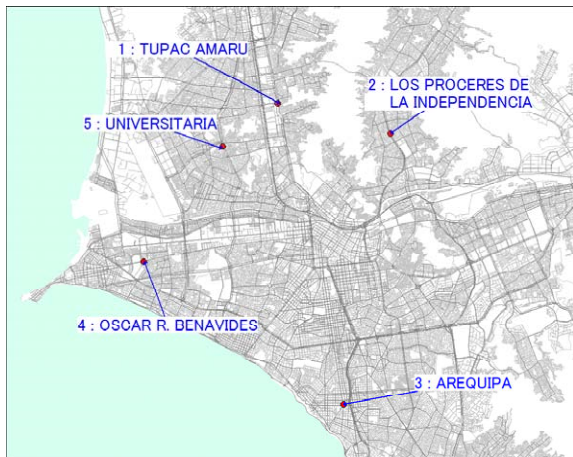 1 : TUPAC AMARU
2 : LOS PROCERES DE
LA INDEPENDENCIA
5 : UNIVERSITARIA
4 : OSCAR R. BENAVIDES
3 : AREQUIPA